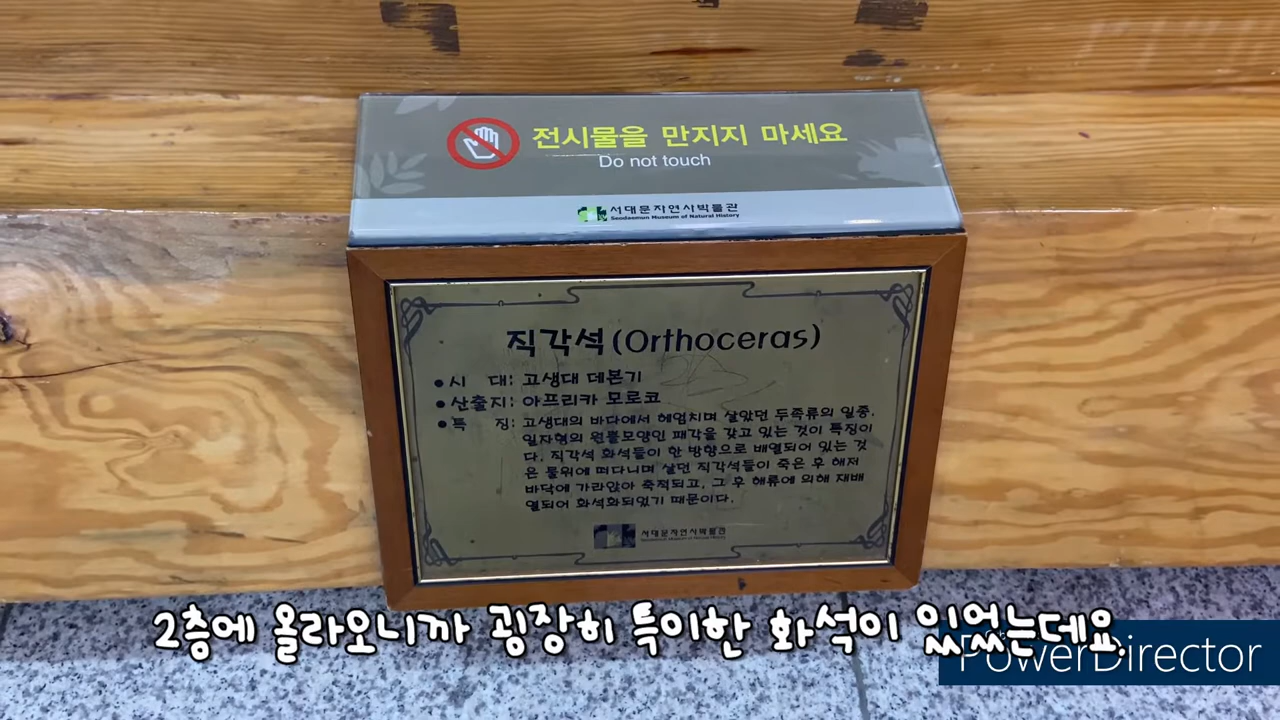 전시물을 만지지 마세요
Do not touch
서대문자연사박물관
Seodaemun Museum of Natural History
직각석(Orthoceras)
●시 대: 고생대 데본기
●산출지: 아프리카 모로코
●특 징: 고생대의 바다에서 헤엄치며 살았던 두족류의 일종.
일자형의 원뿔모양인 패각을 갖고 있는 것이 특징이
다. 직각석 화석들이 한 방향으로 배열되어 있는 것
은 물위에 떠다니며 살던 직각석들이 죽은 후 해저
바닥에 가라앉아 축적되고, 그 후 해류에 의해 재배
열되어 화석화되었기 때문이다.
서대문자연사박물관
Seodaemun Museum of Natural History
2층에 올라오니까 굉장히 특이한 화석이 있었는데요.
PowerDirector